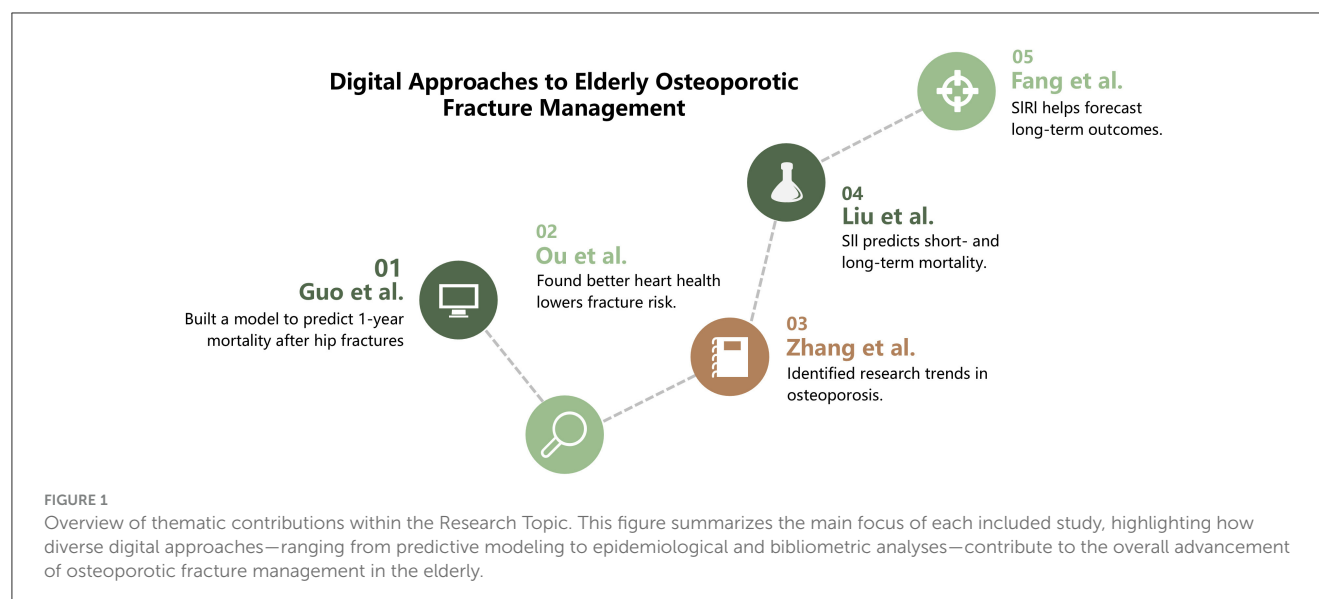 Digital Approaches to Elderly Osteoporotic
Fracture Management
01
Guo et al.
Built a model to predict 1-year
mortality after hip fractures
02
Ou et al.
Found better heart health
lowers fracture risk.
03
Zhang et al.
Identified research trends in
osteoporosis.
04
Liu et al.
SII predicts short- and
long-term mortality.
05
Fang et al.
SIRI helps forecast
long-term outcomes.
FIGURE 1
Overview of thematic contributions within the Research Topic. This figure summarizes the main focus of each included study, highlighting how
diverse digital approaches—ranging from predictive modeling to epidemiological and bibliometric analyses—contribute to the overall advancement
of osteoporotic fracture management in the elderly.